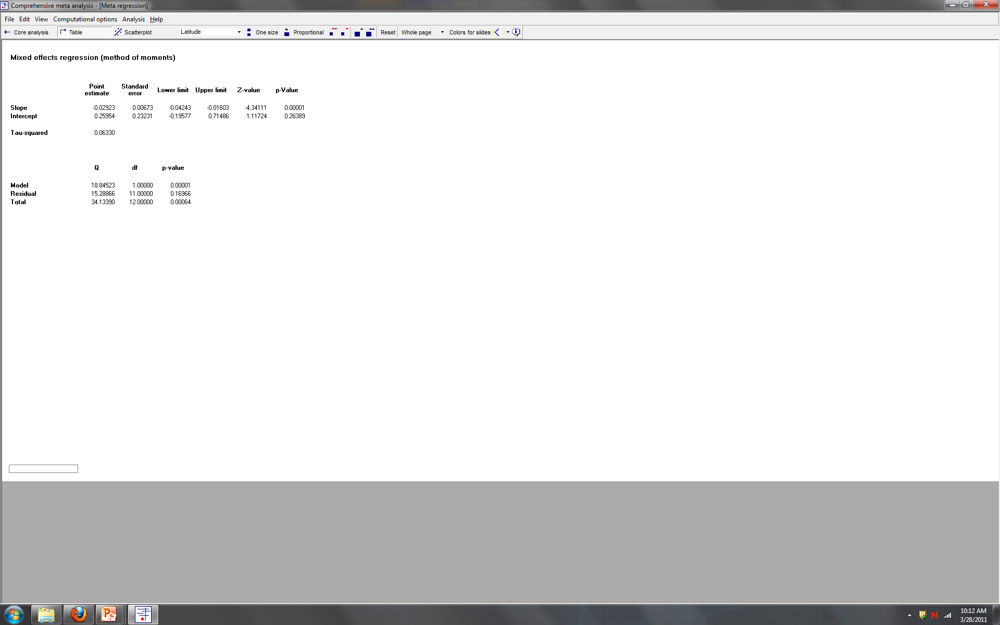 Comprehensive meta analysis - [Meta regression]
File Edit View Computational options Analysis Help
Core analysis Table Scatterplot Latitude One size Proportional Reset Whole page Colors for slides
Mixed effects regression (method of moments)
Point estimate Standard error Lower limit Upper limit Z-value p-Value
Slope -0.02923 0.00673 -0.04243 -0.01603 -4.34111 0.00001
Intercept 0.25954 0.23231 -0.19577 0.71486 1.11724 0.26389
Tau-squared 0.06330
Q df p-value
Model 18.84523 1.00000 0.00001
Residual 15.28866 11.00000 0.16966
Total 34.13390 12.00000 0.00064
10:12 AM
3/28/2011